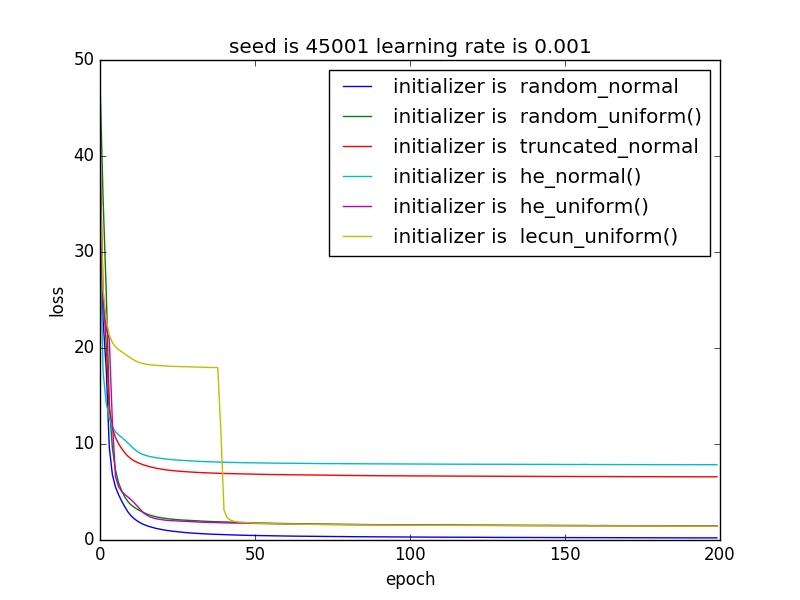 seed is 45001 learning rate is 0.001
50
40
30
20
10
0
loss
initializer is  random_normal
initializer is  random_uniform()
initializer is  truncated_normal
initializer is  he_normal()
initializer is  he_uniform()
initializer is  lecun_uniform()
0 50 100 150 200
epoch